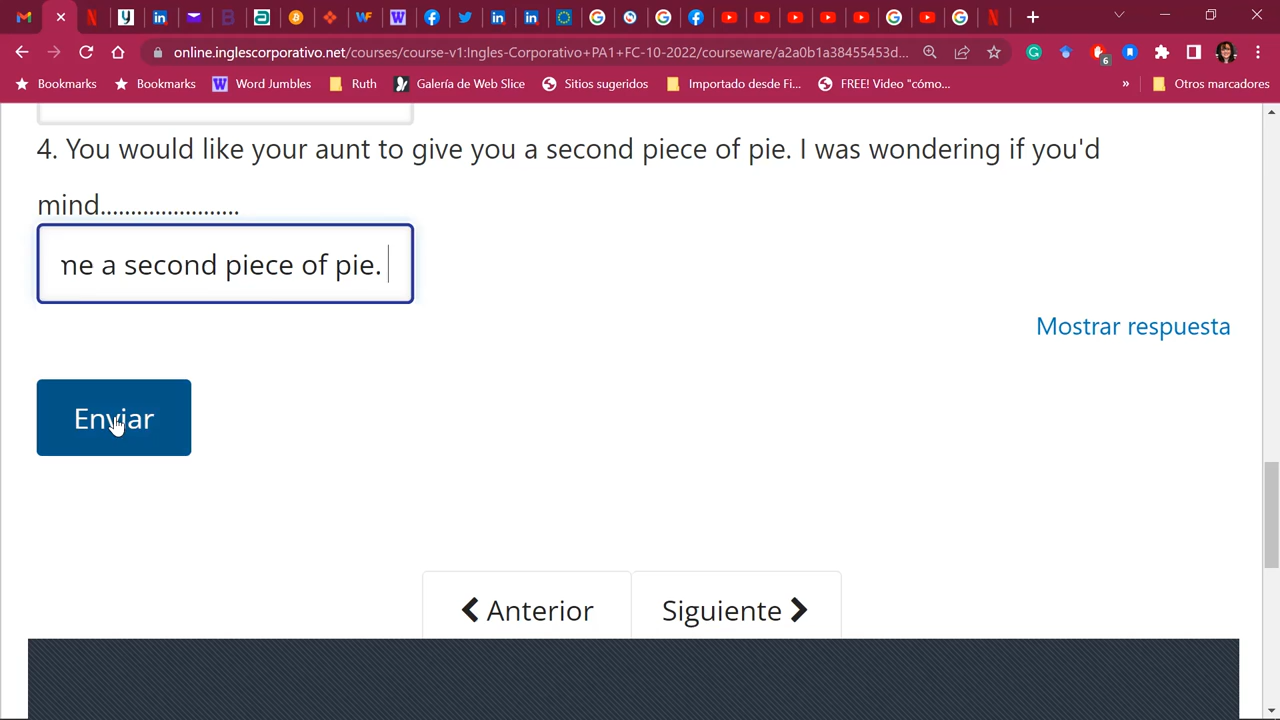 online.inglescorporativo.net/courses/course-v1:Ingles-Corporativo+PA1+FC-10-2022/courseware/a2a0b1a38455453d...
6
Bookmarks Bookmarks Word Jumbles Ruth Galería de Web Slice Sitios sugeridos Importado desde Fi... FREE! Video "cómo... » Otros marcadores
4. You would like your aunt to give you a second piece of pie. I was wondering if you'd
mind.......................
me a second piece of pie.
Mostrar respuesta
Enviar
Anterior Siguiente